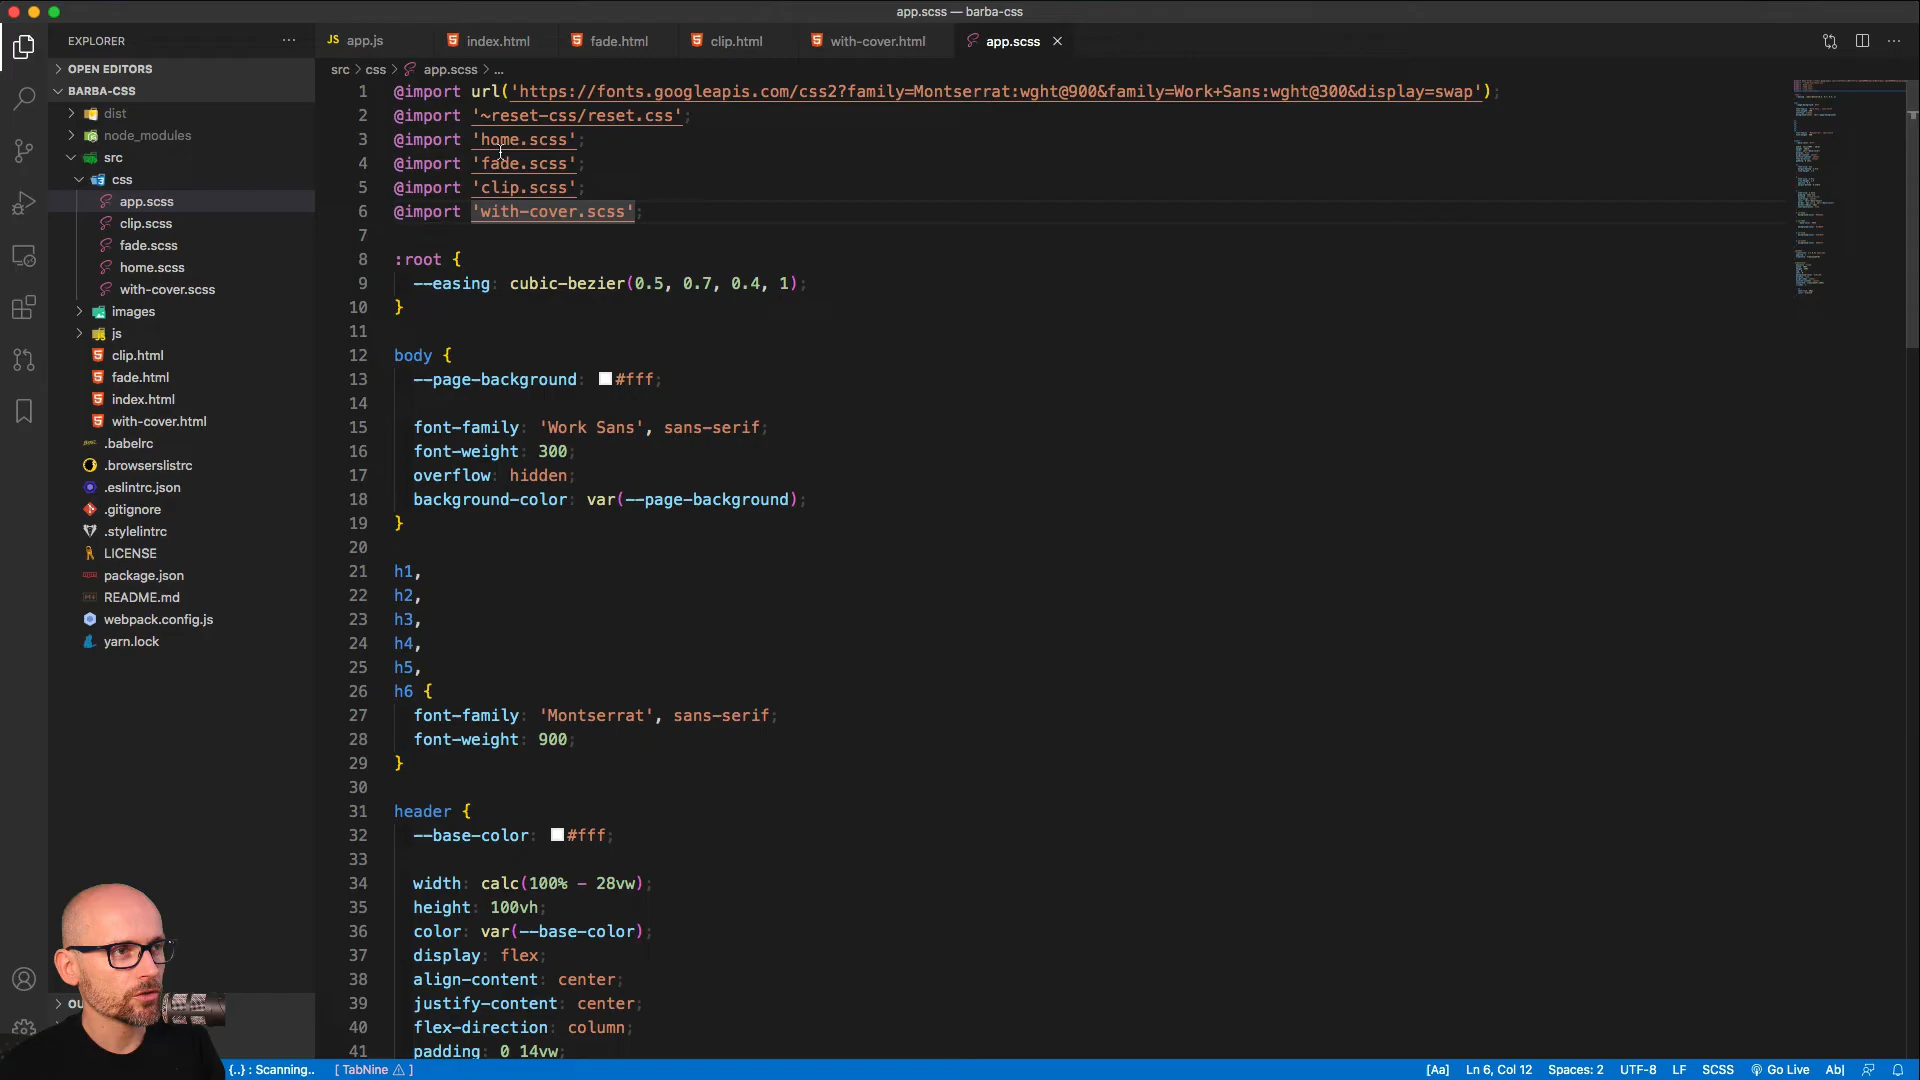 app.scss — barba-css
EXPLORER
OPEN EDITORS
BARBA-CSS
dist
node_modules
src
css
app.scss
clip.scss
fade.scss
home.scss
with-cover.scss
images
js
clip.html
fade.html
index.html
with-cover.html
.babelrc
.browserslistrc
.eslintrc.json
.gitignore
.stylelintrc
LICENSE
package.json
README.md
webpack.config.js
yarn.lock
JS app.js
index.html
fade.html
clip.html
with-cover.html
app.scss
src > css > app.scss > ...
1 @import url('https://fonts.googleapis.com/css2?family=Montserrat:wght@900&family=Work+Sans:wght@300&display=swap');
2 @import '~reset-css/reset.css';
3 @import 'home.scss';
4 @import 'fade.scss';
5 @import 'clip.scss';
6 @import 'with-cover.scss';
7
8 :root {
9 --easing: cubic-bezier(0.5, 0.7, 0.4, 1);
10 }
11
12 body {
13 --page-background: #fff;
14
15 font-family: 'Work Sans', sans-serif;
16 font-weight: 300;
17 overflow: hidden;
18 background-color: var(--page-background);
19 }
20
21 h1,
22 h2,
23 h3,
24 h4,
25 h5,
26 h6 {
27 font-family: 'Montserrat', sans-serif;
28 font-weight: 900;
29 }
30
31 header {
32 --base-color: #fff;
33
34 width: calc(100% - 28vw);
35 height: 100vh;
36 color: var(--base-color);
37 display: flex;
38 align-content: center;
39 justify-content: center;
40 flex-direction: column;
41 padding: 0 14vw;
{..} : Scanning..
[ TabNine ⚠ ]
[Aa]
Ln 6, Col 12
Spaces: 2
UTF-8
LF
SCSS
Go Live
Ab|